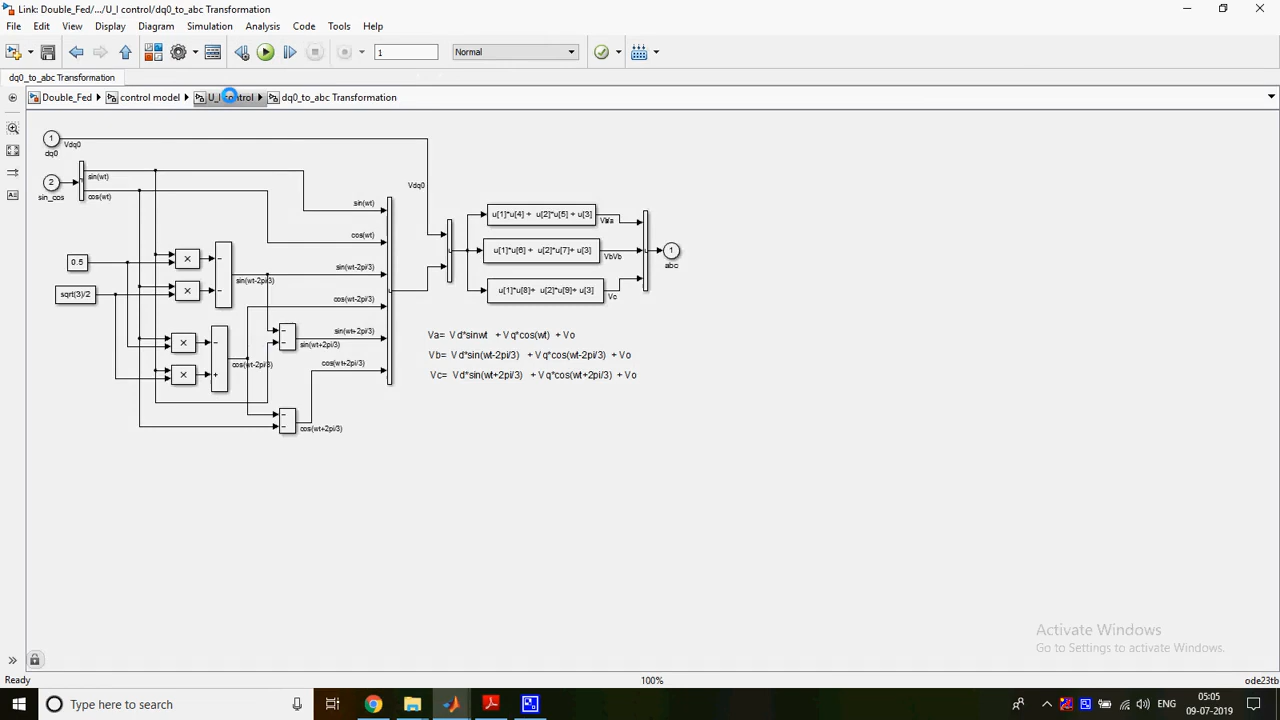 Link: Double_Fed/.../U_I control/dq0_to_abc Transformation
File Edit View Display Diagram Simulation Analysis Code Tools Help
1
Normal
dq0_to_abc Transformation
Double_Fed control model U_I control dq0_to_abc Transformation
1
Vdq0
dq0
sin(wt)
2
cos(wt)
sin_cos
Vdq0
sin(wt)
cos(wt)
sin(wt-2pi/3)
cos(wt-2pi/3)
sin(wt+2pi/3)
cos(wt+2pi/3)
0.5
sqrt(3)/2
×
×
×
×
sin(wt-2pi/3)
cos(wt-2pi/3)
sin(wt+2pi/3)
cos(wt+2pi/3)
u[1]*u[4] + u[2]*u[5] + u[3]
u[1]*u[6] + u[2]*u[7]+ u[3]
VbVb
u[1]*u[8]+ u[2]*u[9]+ u[3]
Vc
1
abc
Va= Vd*sinwt + Vq*cos(wt) + Vo
Vb= Vd*sin(wt-2pi/3) + Vq*cos(wt-2pi/3) + Vo
Vc= Vd*sin(wt+2pi/3) + Vq*cos(wt+2pi/3) + Vo
Activate Windows
Go to Settings to activate Windows.
Ready 100% ode23tb
Type here to search
ENG
05:05
09-07-2019